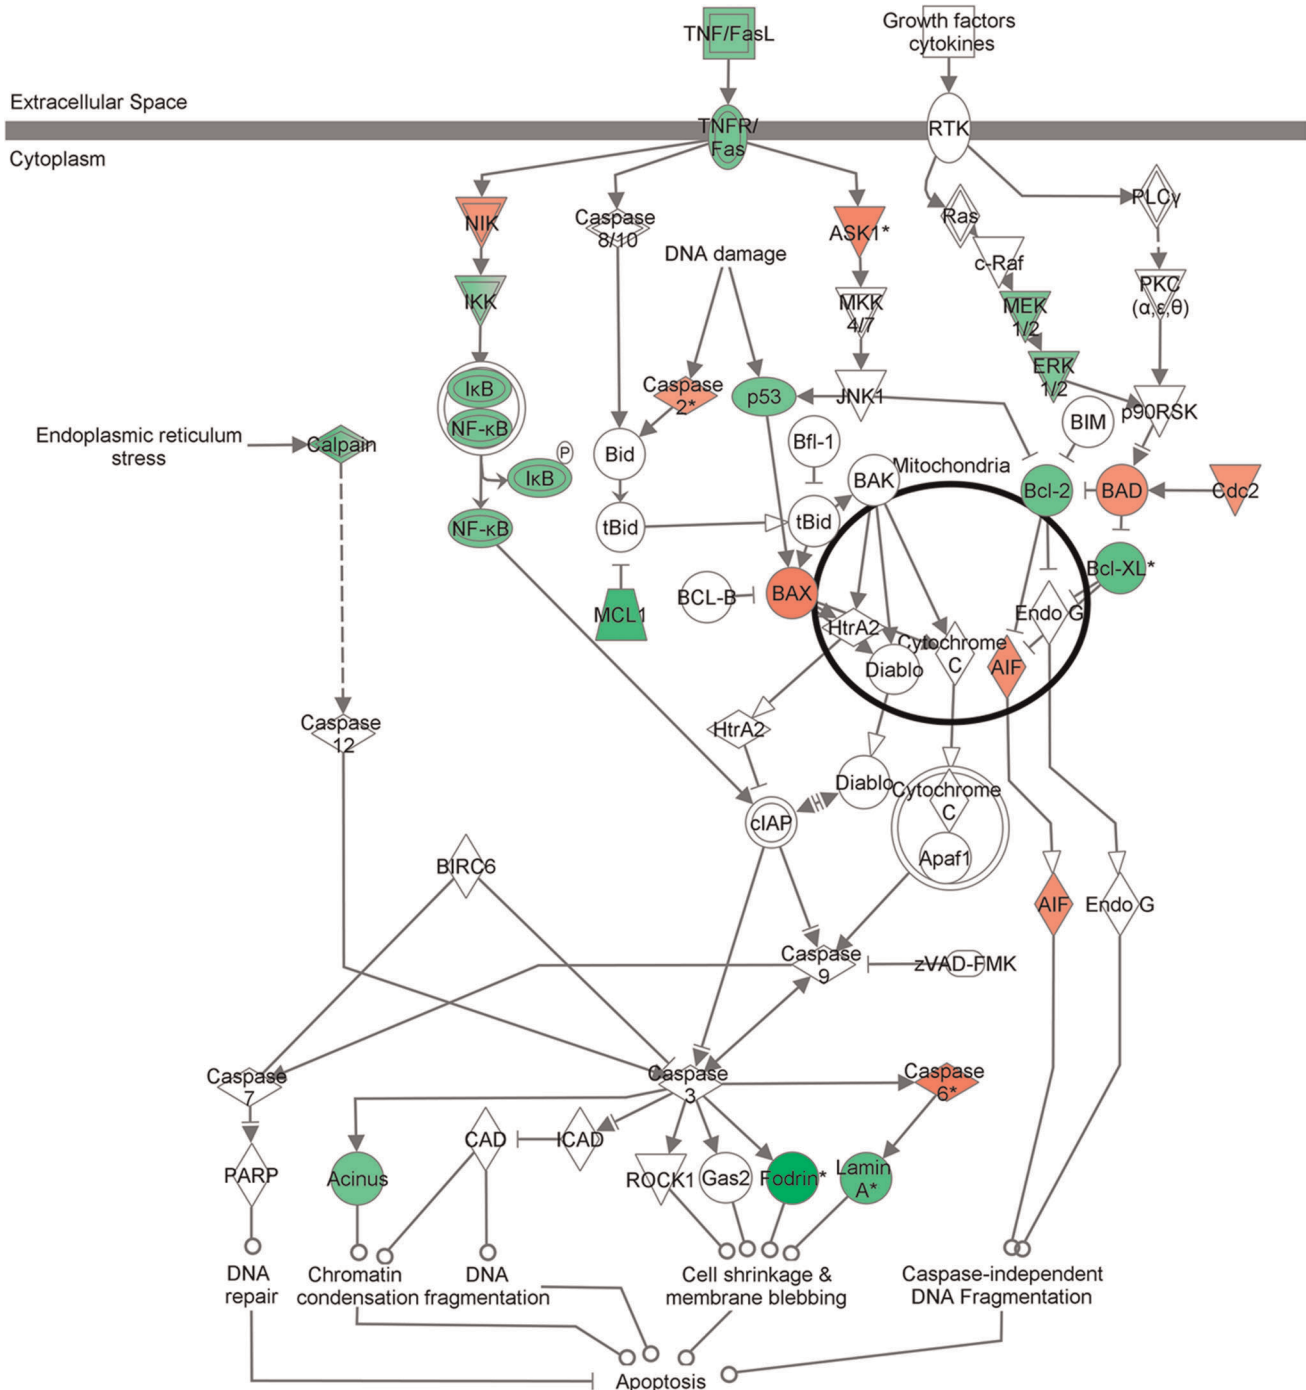 TNF/FasL
Growth factors
cytokines
Extracellular Space
TNFR/
Fas
RTK
Cytoplasm
NIK
Caspase
8/10
ASK1*
Ras
PLCγ
DNA damage
c-Raf
IKK
MKK
4/7
MEK
1/2
PKC
(α,ε,θ)
IκB
Caspase
2*
p53
JNK1
ERK
1/2
p90RSK
NF-κB
BIM
Endoplasmic reticulum
stress
Calpain
Bid
Bfl-1
P
IκB
BAK
Mitochondria
Bcl-2
BAD
Cdc2
NF-κB
tBid
tBid
Bcl-XL*
MCL1
BCL-B
BAX
HtrA2
Endo G
Cytochrome
C
Diablo
AIF
Caspase
12
HtrA2
Diablo
Cytochrome
C
cIAP
Apaf1
BIRC6
AIF
Endo G
Caspase
9
zVAD-FMK
Caspase
7
Caspase
3
Caspase
6*
PARP
Acinus
CAD
ICAD
ROCK1
Gas2
Fodrin*
Lamin
A*
DNA
repair
Chromatin
condensation
DNA
fragmentation
Cell shrinkage &
membrane blebbing
Caspase-independent
DNA Fragmentation
Apoptosis